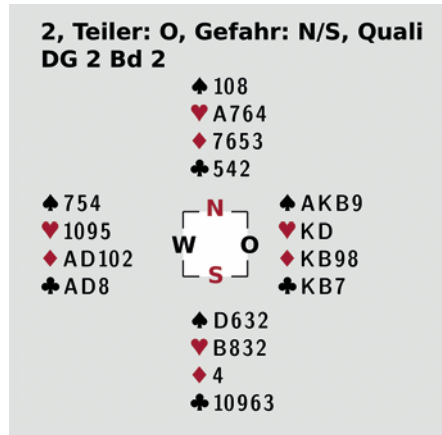 2, Teiler: O, Gefahr: N/S, Quali
DG 2 Bd 2
♠ 108
♥ A764
♦ 7653
♣ 542
♠ 754
♥ 1095
♦ AD102
♣ AD8
N
W O
S
♠ AKB9
♥ KD
♦ KB98
♣ KB7
♠ D632
♥ B832
♦ 4
♣ 10963